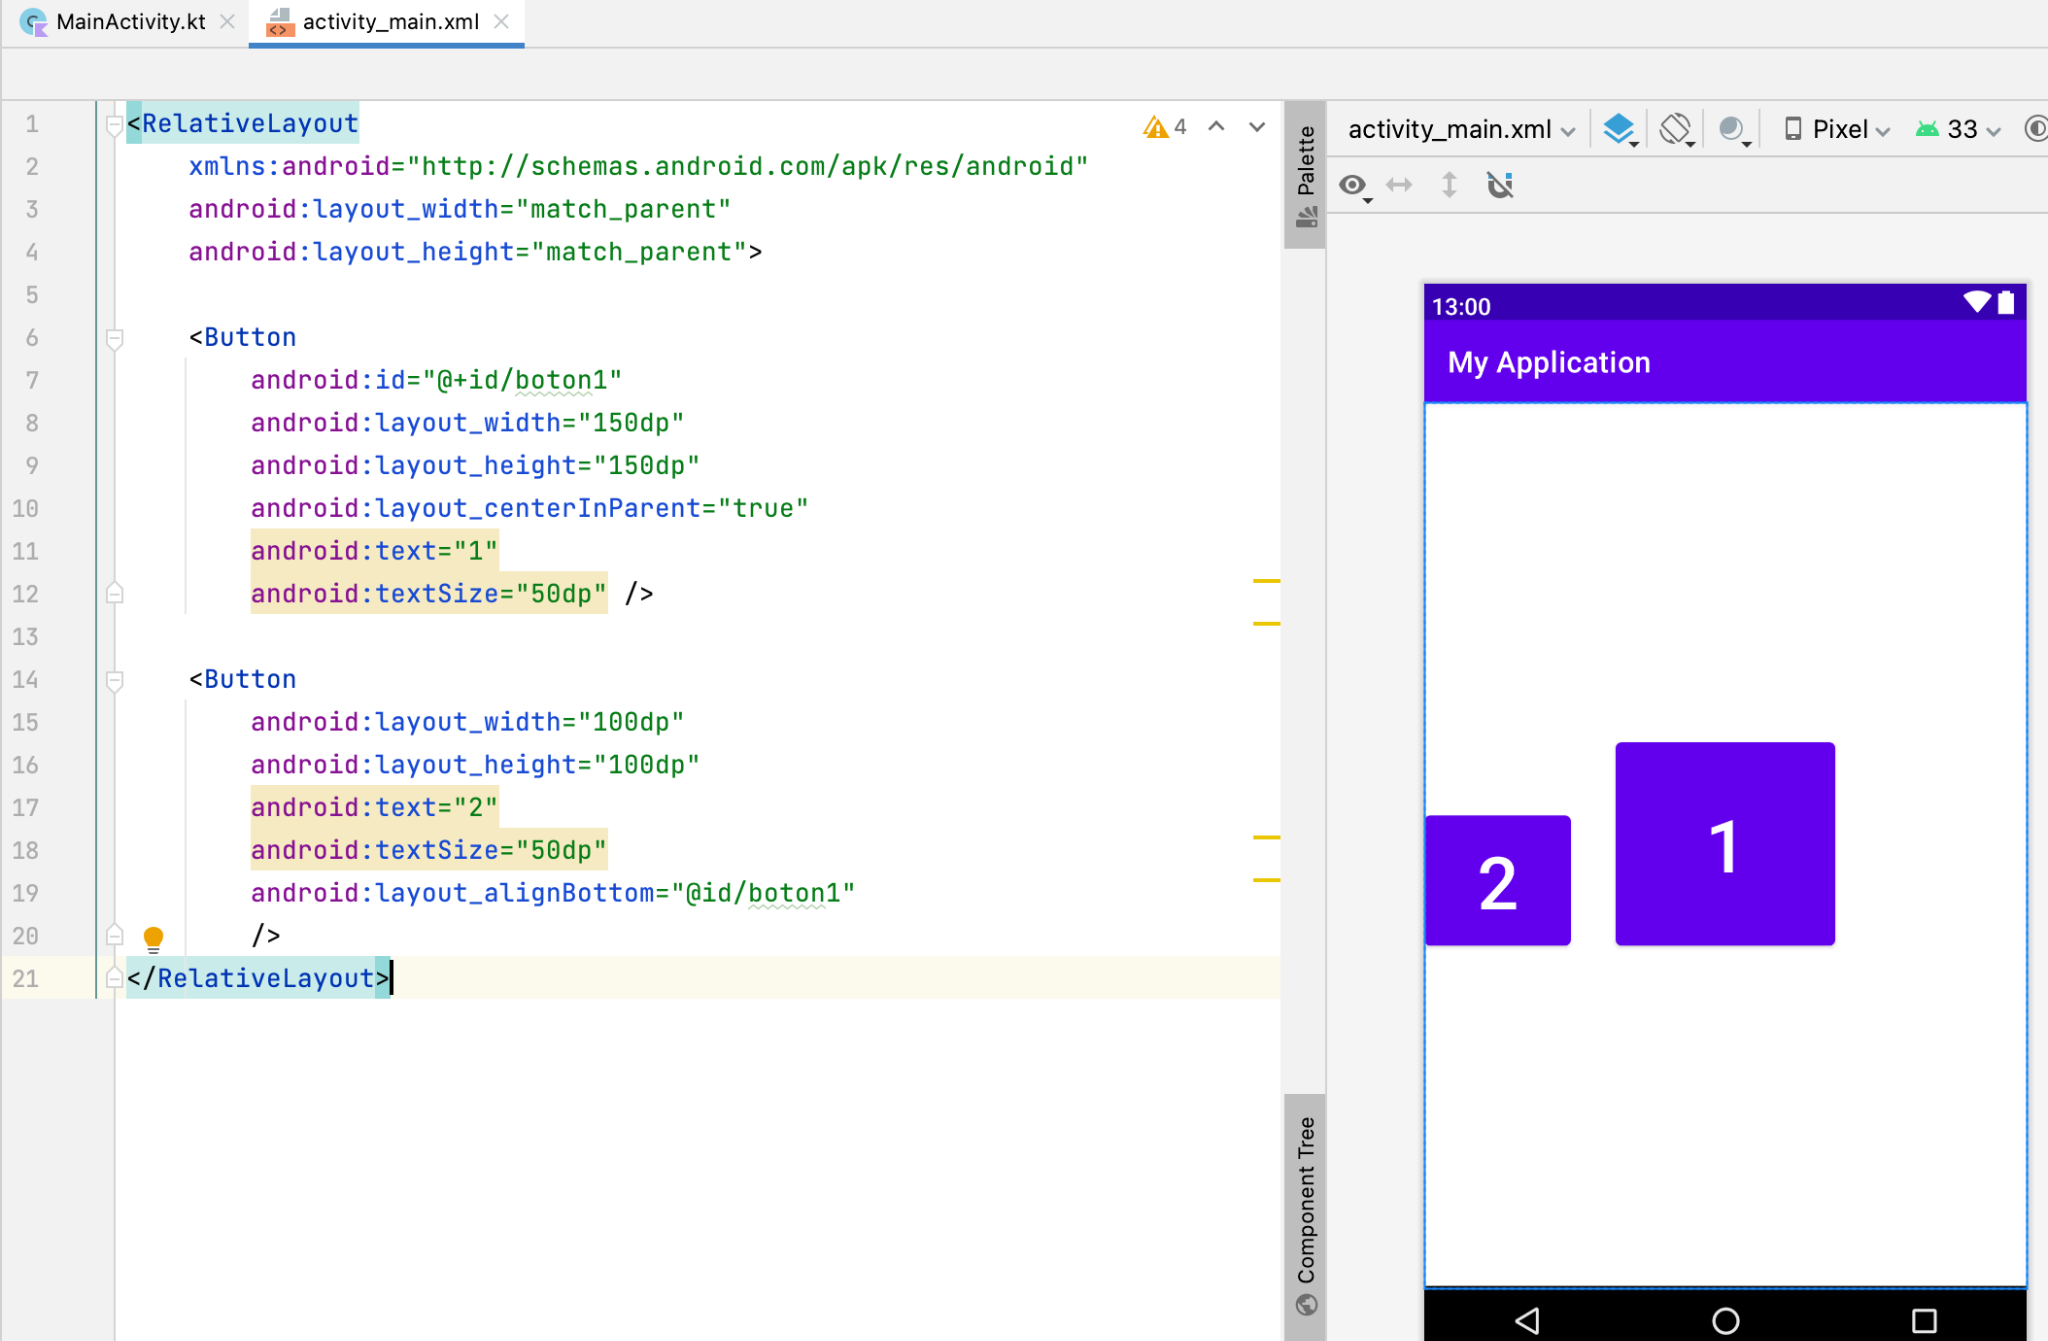 MainActivity.kt
activity_main.xml
1 <RelativeLayout
2 xmlns:android="http://schemas.android.com/apk/res/android"
3 android:layout_width="match_parent"
4 android:layout_height="match_parent">
5
6 <Button
7 android:id="@+id/boton1"
8 android:layout_width="150dp"
9 android:layout_height="150dp"
10 android:layout_centerInParent="true"
11 android:text="1"
12 android:textSize="50dp" />
13
14 <Button
15 android:layout_width="100dp"
16 android:layout_height="100dp"
17 android:text="2"
18 android:textSize="50dp"
19 android:layout_alignBottom="@id/boton1"
20 />
21 </RelativeLayout>
4
Palette
Component Tree
activity_main.xml
Pixel
33
13:00
My Application
1
2